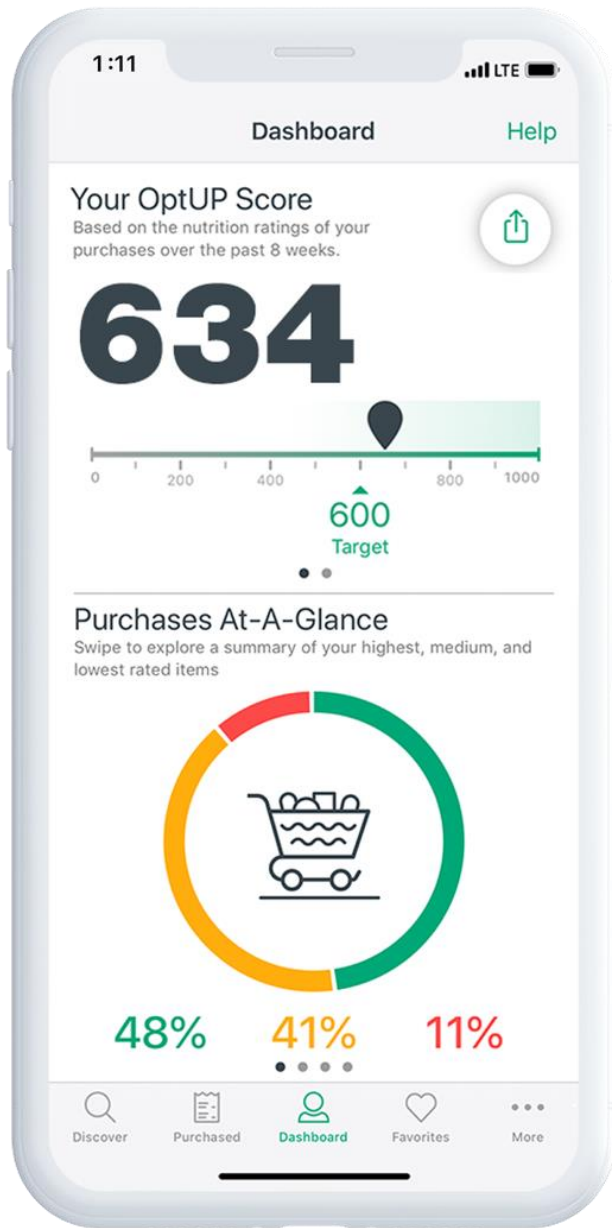 1:11
LTE
Dashboard
Help
Your OptUP Score
Based on the nutrition ratings of your
purchases over the past 8 weeks.
634
0 200 400 800 1000
600
Target
Purchases At-A-Glance
Swipe to explore a summary of your highest, medium, and
lowest rated items
48% 41% 11%
Discover Purchased Dashboard Favorites More